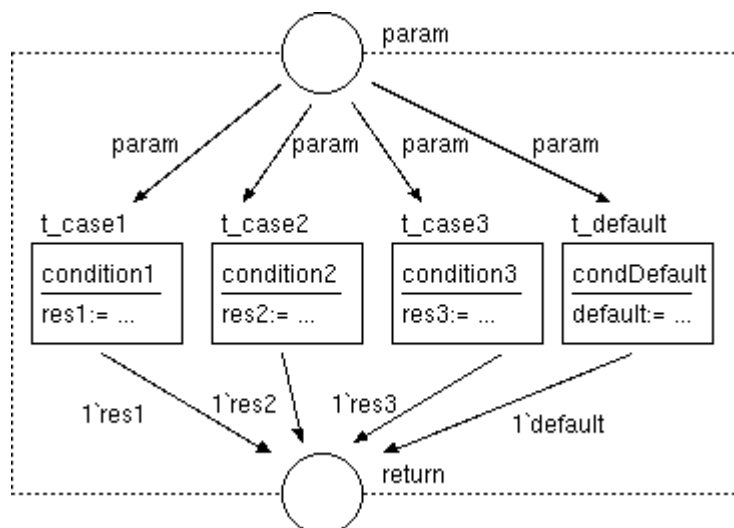 param
param
param
param
param
t_case1
t_case2
t_case3
t_default
condition1
res1:= ...
condition2
res2:= ...
condition3
res3:= ...
condDefault
default:= ...
1`res1
1`res2
1`res3
1`default
return